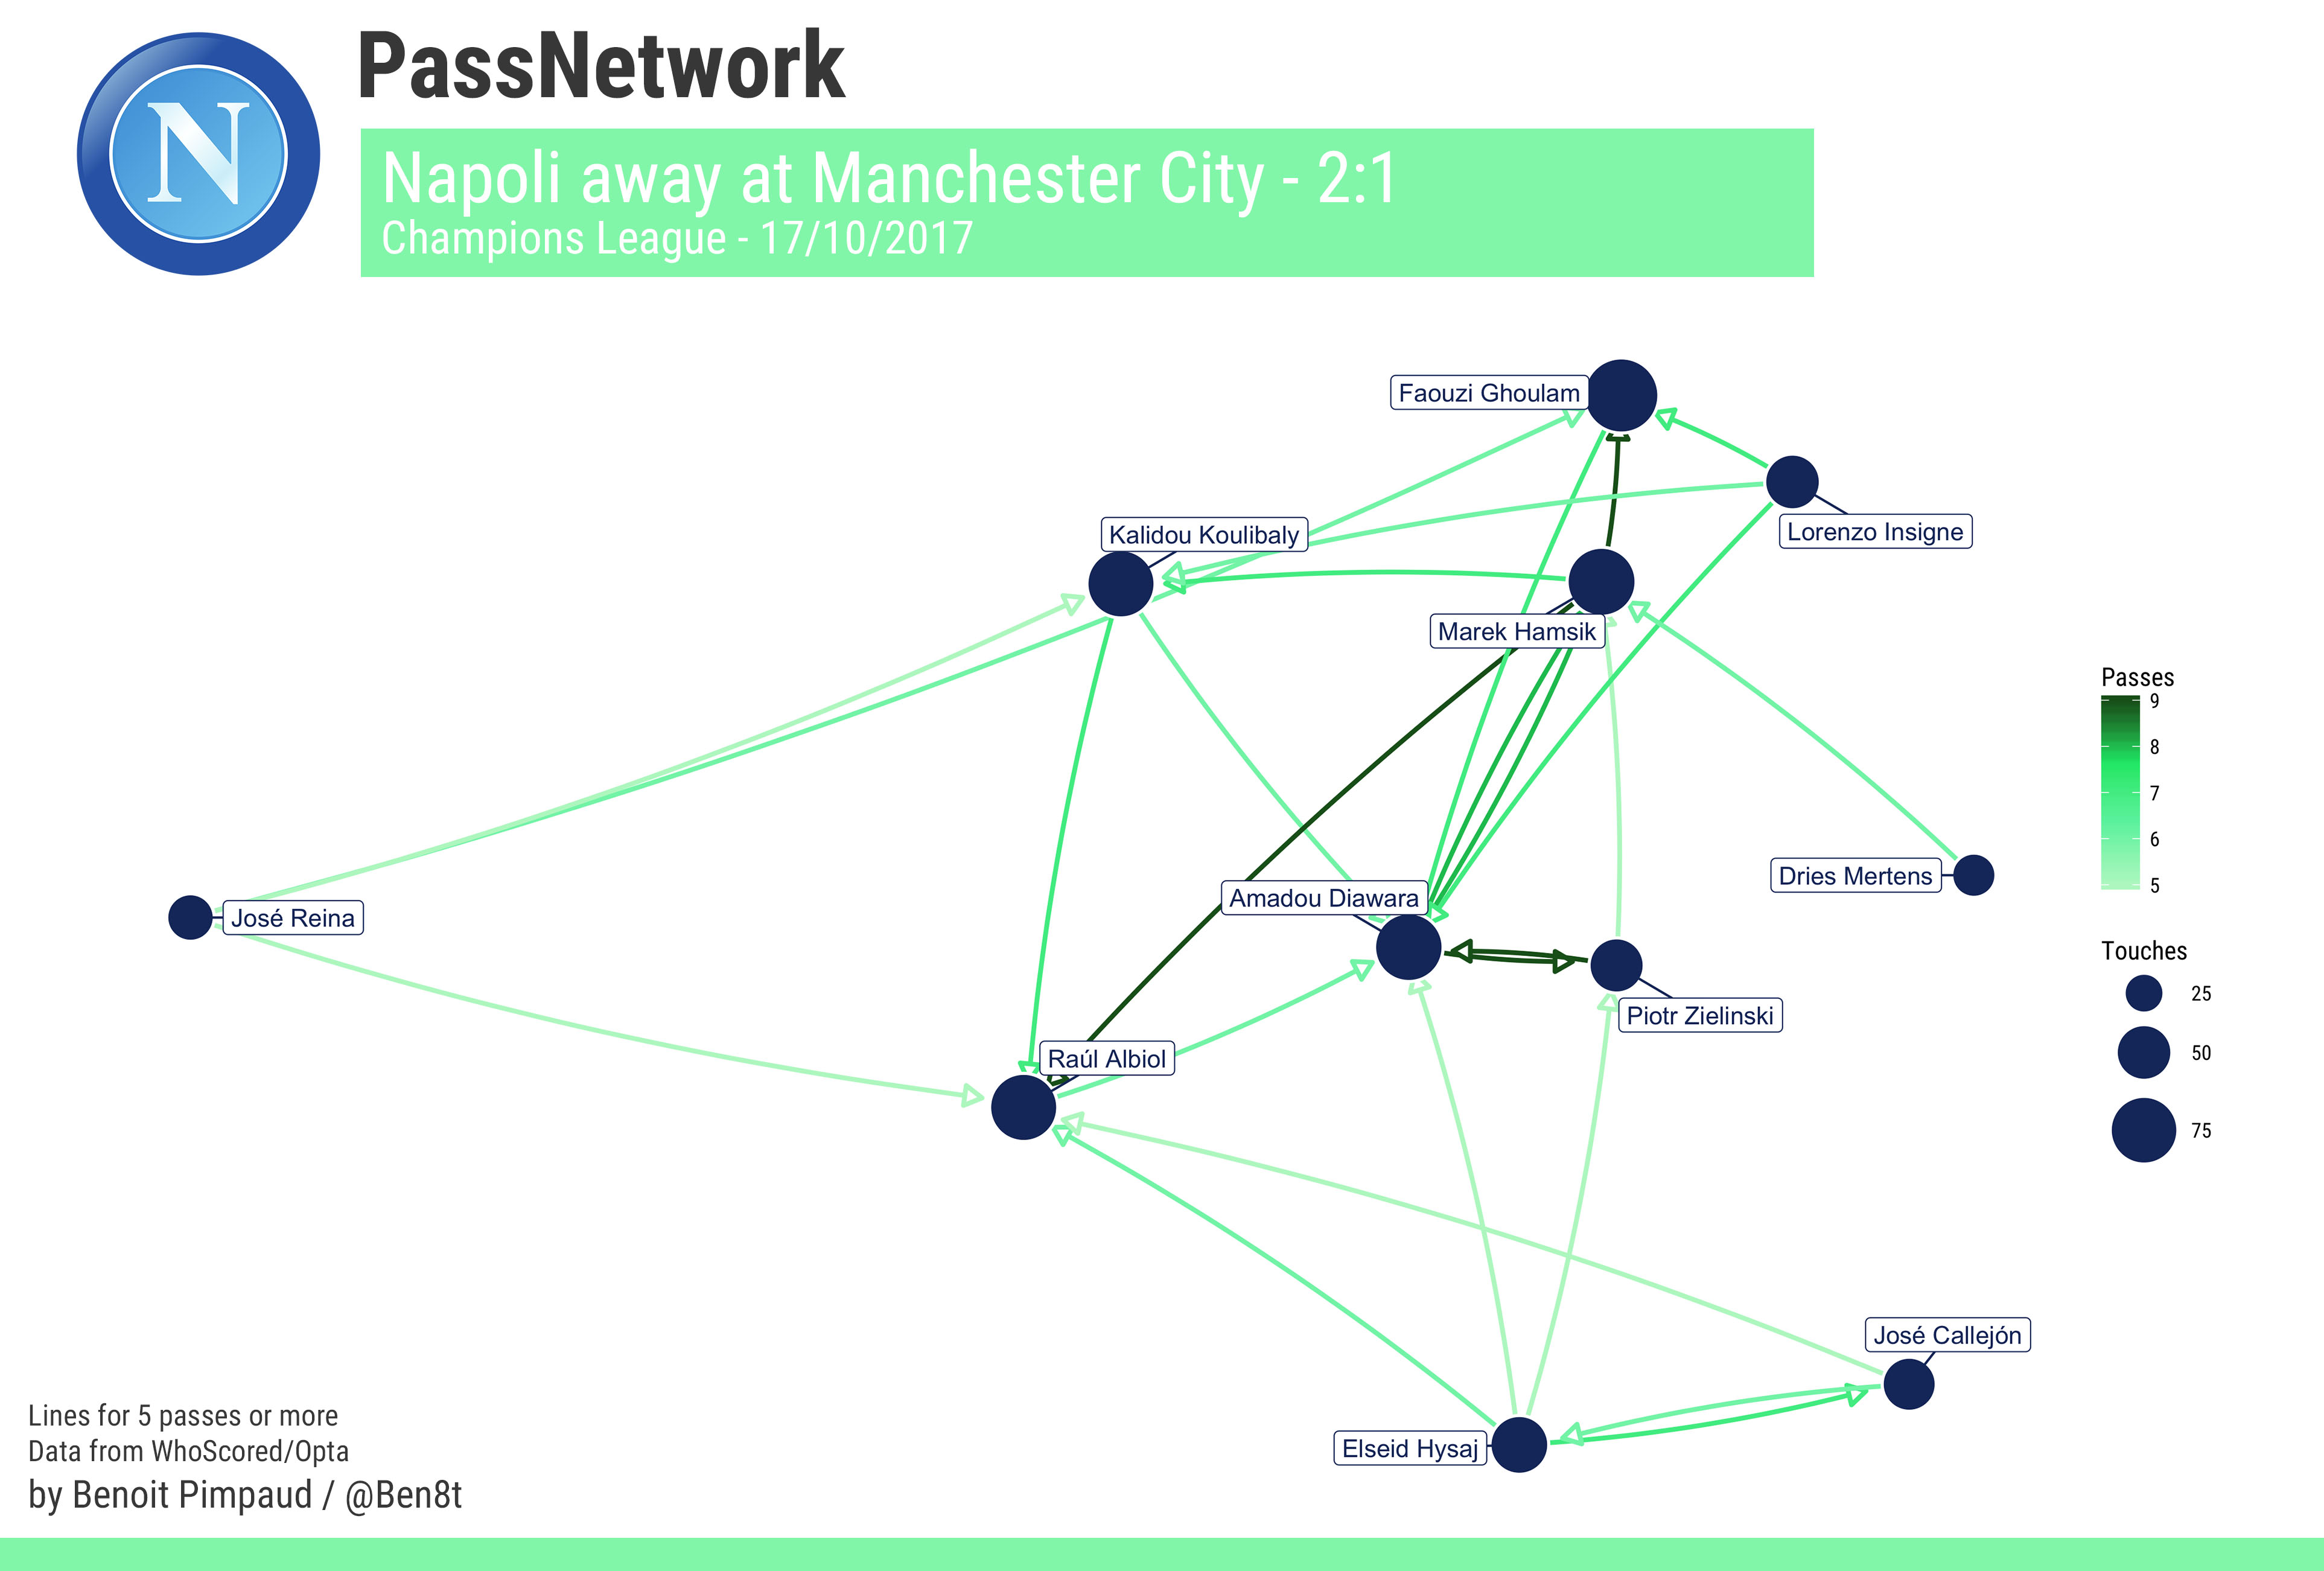 N
PassNetwork
Napoli away at Manchester City - 2:1
Champions League - 17/10/2017
Faouzi Ghoulam
Lorenzo Insigne
Kalidou Koulibaly
Marek Hamsik
Dries Mertens
Amadou Diawara
José Reina
Piotr Zielinski
Raúl Albiol
José Callejón
Elseid Hysaj
Passes
9
8
7
6
5
Touches
25
50
75
Lines for 5 passes or more
Data from WhoScored/Opta
by Benoit Pimpaud / @Ben8t